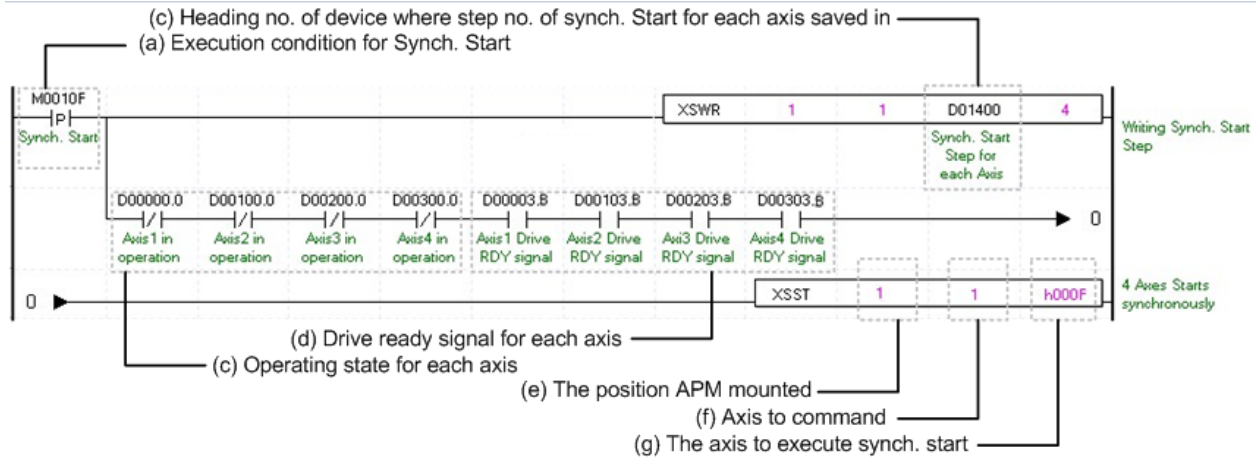 (c) Heading no. of device where step no. of synch. Start for each axis saved in
(a) Execution condition for Synch. Start
M0010F
P
Synch. Start
XSWR 1 1 D01400 4
Synch. Start
Step for
each Axis
Writing Synch. Start
Step
D00000.0 D00100.0 D00200.0 D00300.0 D00003.B D00103.B D00203.B D00303.B
0
Axis1 in Axis2 in Axis3 in Axis4 in Axis1 Drive Axis2 Drive Axi3 Drive Axis4 Drive
operation operation operation operation RDY signal RDY signal RDY signal RDY signal
0
XSST 1 1 h000F
4 Axes Starts
synchronously
(d) Drive ready signal for each axis
(c) Operating state for each axis
(e) The position APM mounted
(f) Axis to command
(g) The axis to execute synch. start